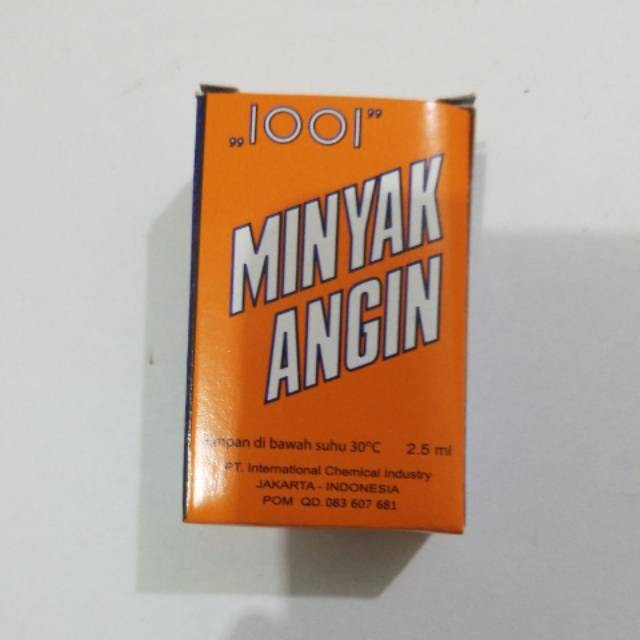 „1001”
MINYAK
ANGIN
Simpan di bawah suhu 30°C 2.5 ml
PT. International Chemical Industry
JAKARTA - INDONESIA
POM QD. 083 607 681